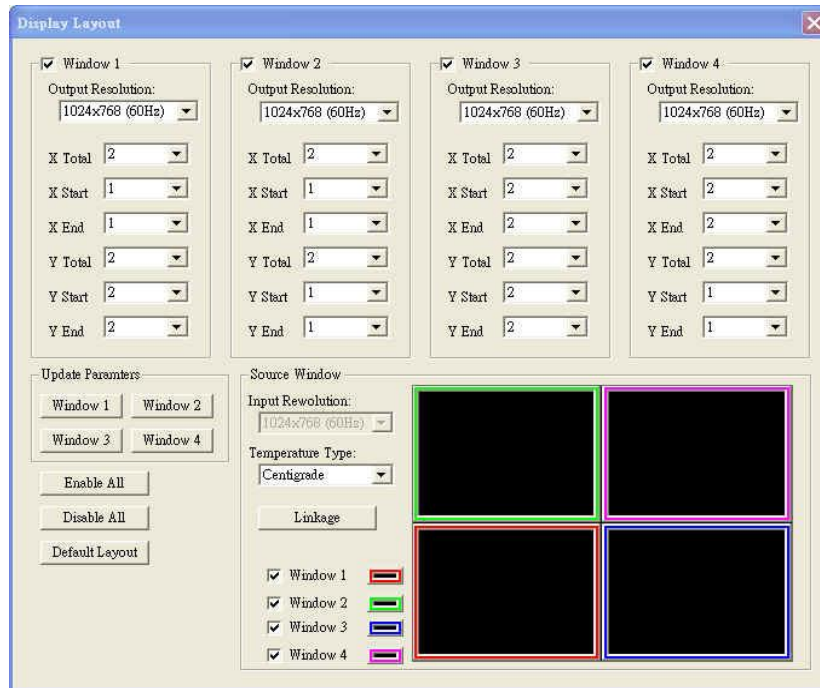 Display Layout
Window 1
Output Resolution:
1024x768 (60Hz)
X Total 2
X Start 1
X End 1
Y Total 2
Y Start 2
Y End 2
Window 2
Output Resolution:
1024x768 (60Hz)
X Total 2
X Start 1
X End 1
Y Total 2
Y Start 1
Y End 1
Window 3
Output Resolution:
1024x768 (60Hz)
X Total 2
X Start 2
X End 2
Y Total 2
Y Start 2
Y End 2
Window 4
Output Resolution:
1024x768 (60Hz)
X Total 2
X Start 2
X End 2
Y Total 2
Y Start 1
Y End 1
Update Paramters
Window 1 Window 2
Window 3 Window 4
Enable All
Disable All
Default Layout
Source Window
Input Rewolution:
1024x768 (60Hz)
Temperature Type:
Centigrade
Linkage
Window 1
Window 2
Window 3
Window 4